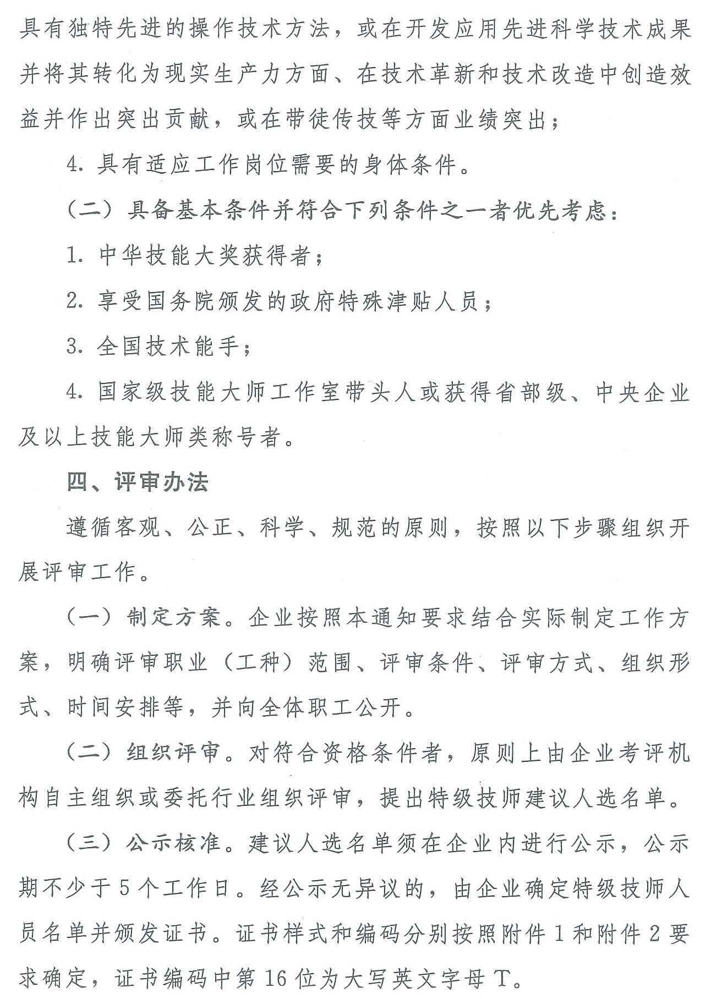 具有独特先进的操作技术方法，或在开发应用先进科学技术成果
并将其转化为现实生产力方面、在技术革新和技术改造中创造效
益并作出突出贡献，或在带徒传技等方面业绩突出；
4. 具有适应工作岗位需要的身体条件。
（二）具备基本条件并符合下列条件之一者优先考虑：
1. 中华技能大奖获得者；
2. 享受国务院颁发的政府特殊津贴人员；
3. 全国技术能手；
4. 国家级技能大师工作室带头人或获得省部级、中央企业
及以上技能大师类称号者。
四、评审办法
遵循客观、公正、科学、规范的原则，按照以下步骤组织开
展评审工作。
（一）制定方案。企业按照本通知要求结合实际制定工作方
案，明确评审职业（工种）范围、评审条件、评审方式、组织形
式、时间安排等，并向全体职工公开。
（二）组织评审。对符合资格条件者，原则上由企业考评机
构自主组织或委托行业组织评审，提出特级技师建议人选名单。
（三）公示核准。建议人选名单须在企业内进行公示，公示
期不少于 5 个工作日。经公示无异议的，由企业确定特级技师人
员名单并颁发证书。证书样式和编码分别按照附件 1 和附件 2 要
求确定，证书编码中第 16 位为大写英文字母 T。